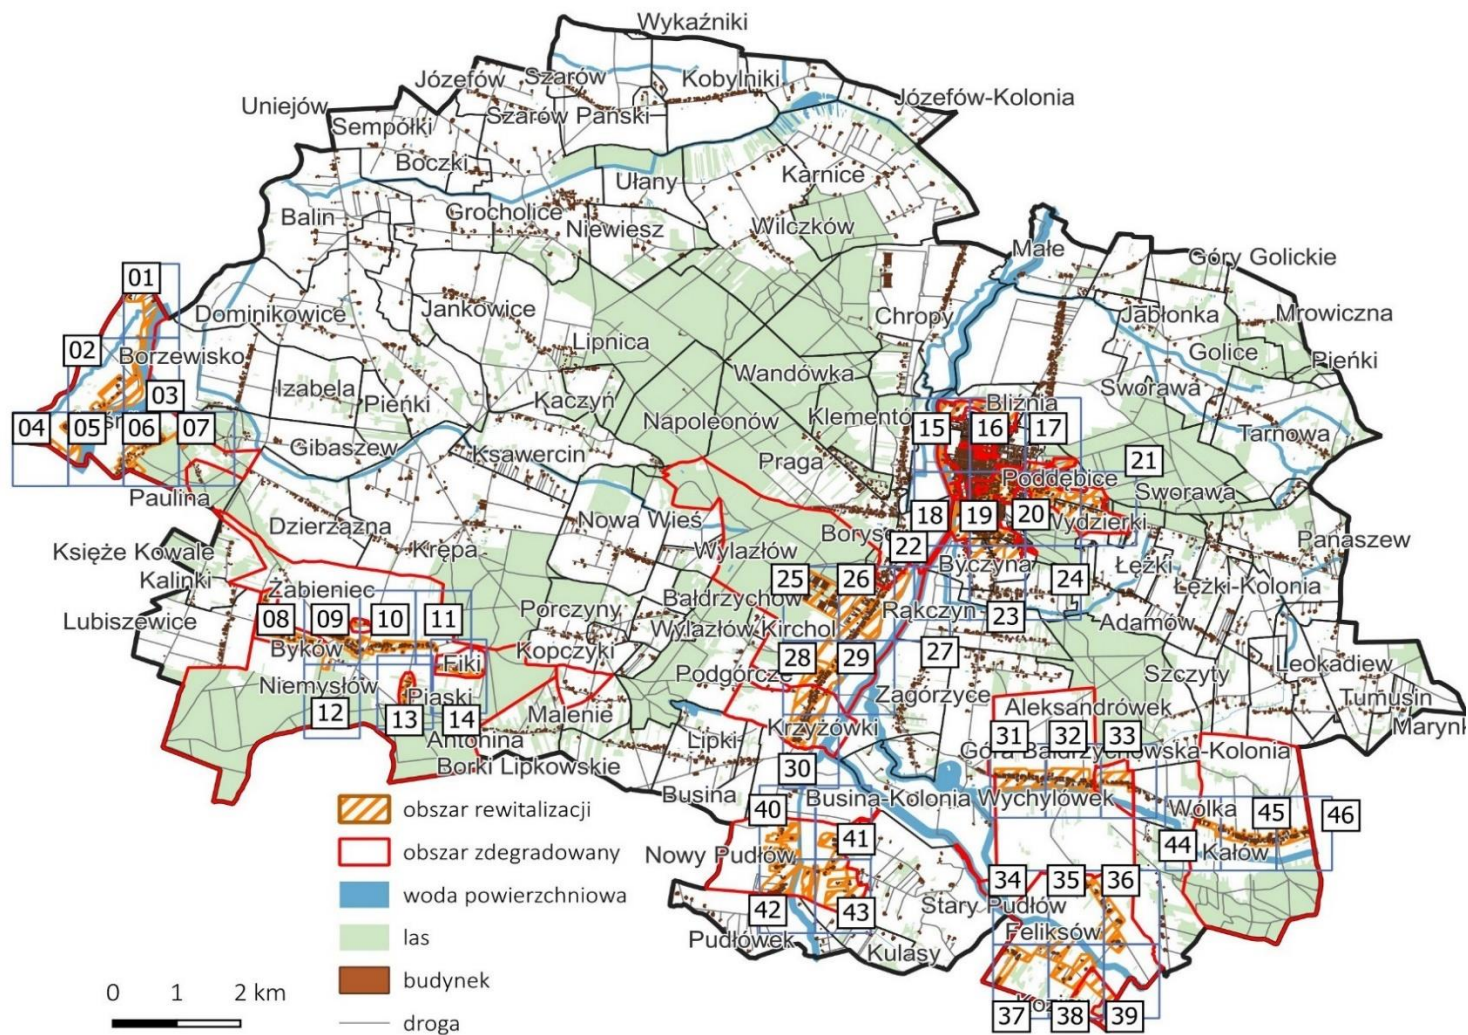 Wykaźniki
Józefów
Szarów
Kobylniki
Uniejów
Józefów-Kolonia
Sempółki
Szarów Pański
Boczki
Karnice
Ułany
Balin
Grocholice
Niewiesz
Wilczków
Małe
Góry Golickie
01
Dominikowice
Jankowice
Chropy
Jabłonka
Mrowiczna
02
Borzewisko
Lipnica
Golice
Pieńki
Wandówka
03
Izabela
Pieńki
Kaczyń
Sworawa
Napoleonów
Klementó
Bliźnia
04
05
06
07
15
16
17
Tarnowa
Gibaszew
Ksawercin
Praga
21
Paulina
Poddębice
Sworawa
Dzierzązna
Nowa Wieś
18
19
20
Wydzierki
Księże Kowale
Krępa
Wylazłów
Boryse
22
Panaszew
Kalinki
Byczyna
Łężki
Żabieniec
25
26
24
Łężki-Kolonia
Lubiszewice
08
09
10
11
Porczyny
Bałdrzychów
Rąkczyn
23
Adamów
Byków
Wylazłów Kirchol
Fiki
Kopczyki
28
29
27
Leokadiew
Niemysłów
Podgórcze
Szczyty
Piaski
Zagórzyce
Tumusin
12
13
14
Malenie
Krzyżówki
Aleksandrówek
Marynk
Antonina
Lipki
31
32
33
Góra Bałdrzychowska-Kolonia
Borki Lipkowskie
30
Busina
Busina-Kolonia
Wychylówek
Wólka
40
45
46
41
44
Kałów
Nowy Pudłów
34
35
36
42
43
Stary Pudłów
Pudłówek
Feliksów
Kulasy
37
38
39
obszar rewitalizacji
obszar zdegradowany
woda powierzchniowa
las
budynek
droga
0 1 2 km